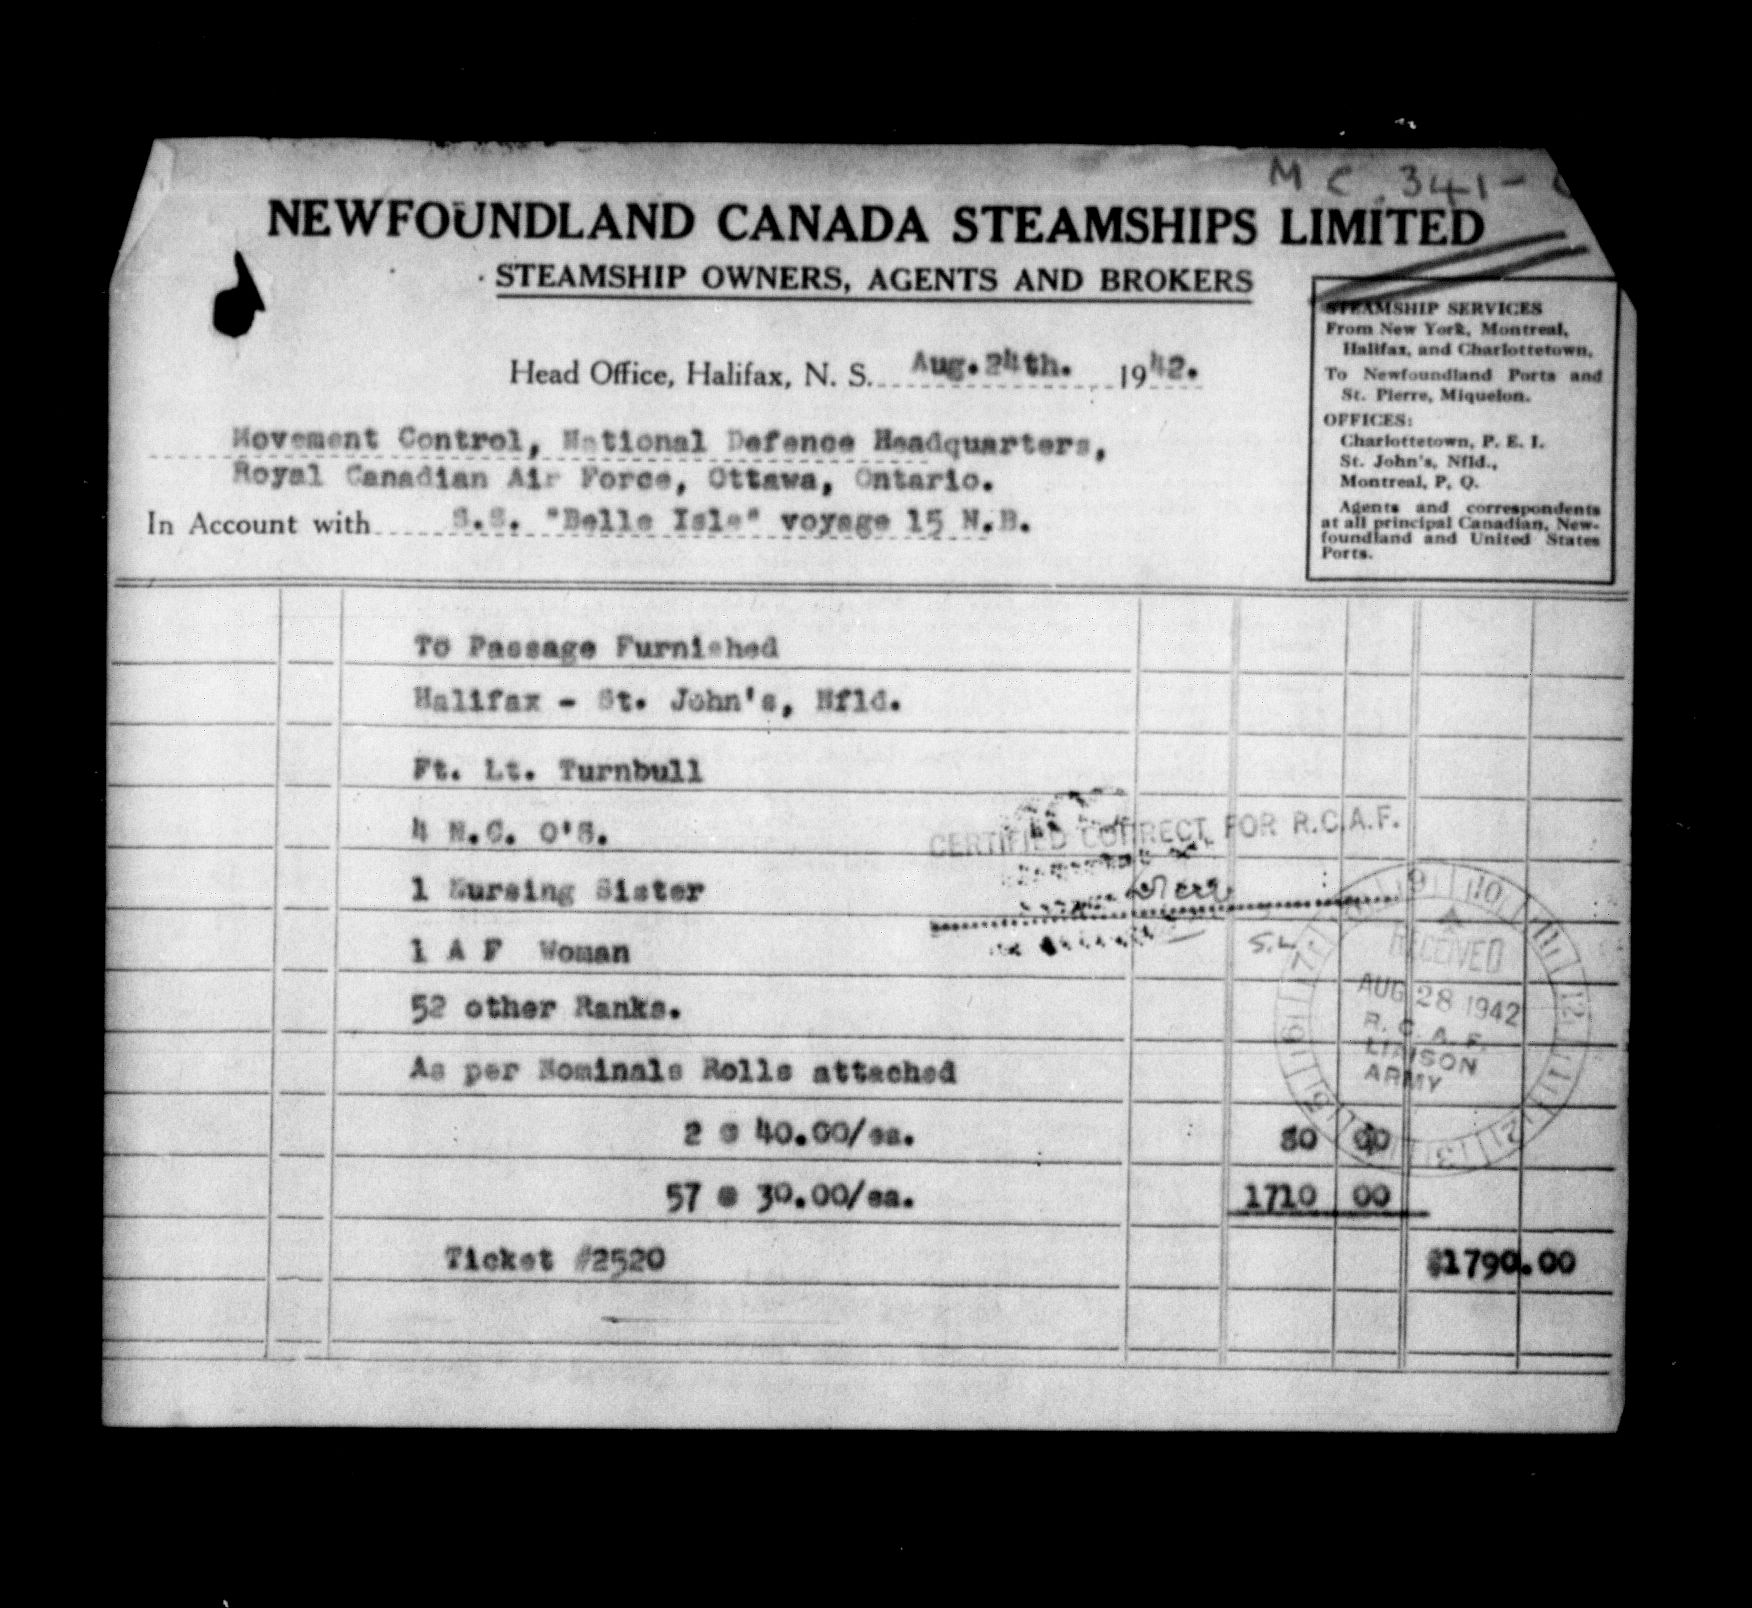 M C. 341-
NEWFOUNDLAND CANADA STEAMSHIPS LIMITED
STEAMSHIP OWNERS, AGENTS AND BROKERS
STEAMSHIP SERVICES
From New York, Montreal,
Halifax, and Charlottetown,
To Newfoundland Ports and
St. Pierre, Miquelon.
OFFICES:
Charlottetown, P. E. I.
St. John's, Nfld.,
Montreal, P. Q.
Agents and correspondents
at all principal Canadian, New-
foundland and United States
Ports.
Head Office, Halifax, N. S. Aug. 24th. 1942.
Movement Control, National Defence Headquarters,
Royal Canadian Air Force, Ottawa, Ontario.
In Account with S.S. "Belle Isle" voyage 15 N.B.
To Passage Furnished
Halifax - St. John's, Nfld.
Ft. Lt. Turnbull
4 N.C. O'S.
CERTIFIED CORRECT FOR R.C.A.F.
1 Nursing Sister
1 A F Woman
S.L
52 other Ranks.
As per Nominals Rolls attached
RECEIVED
AUG 28 1942
R. C. A. F.
LIAISON
ARMY
2 @ 40.00/ea. 80 00
57 @ 30.00/ea. 1710 00
Ticket #2520 $1790.00